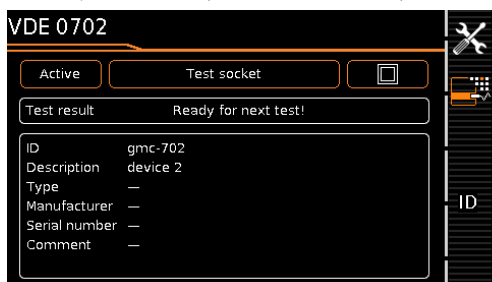 VDE 0702
Active Test socket
Test result Ready for next test!
ID gmc-702
Description device 2
Type —
Manufacturer —
Serial number —
Comment —
ID